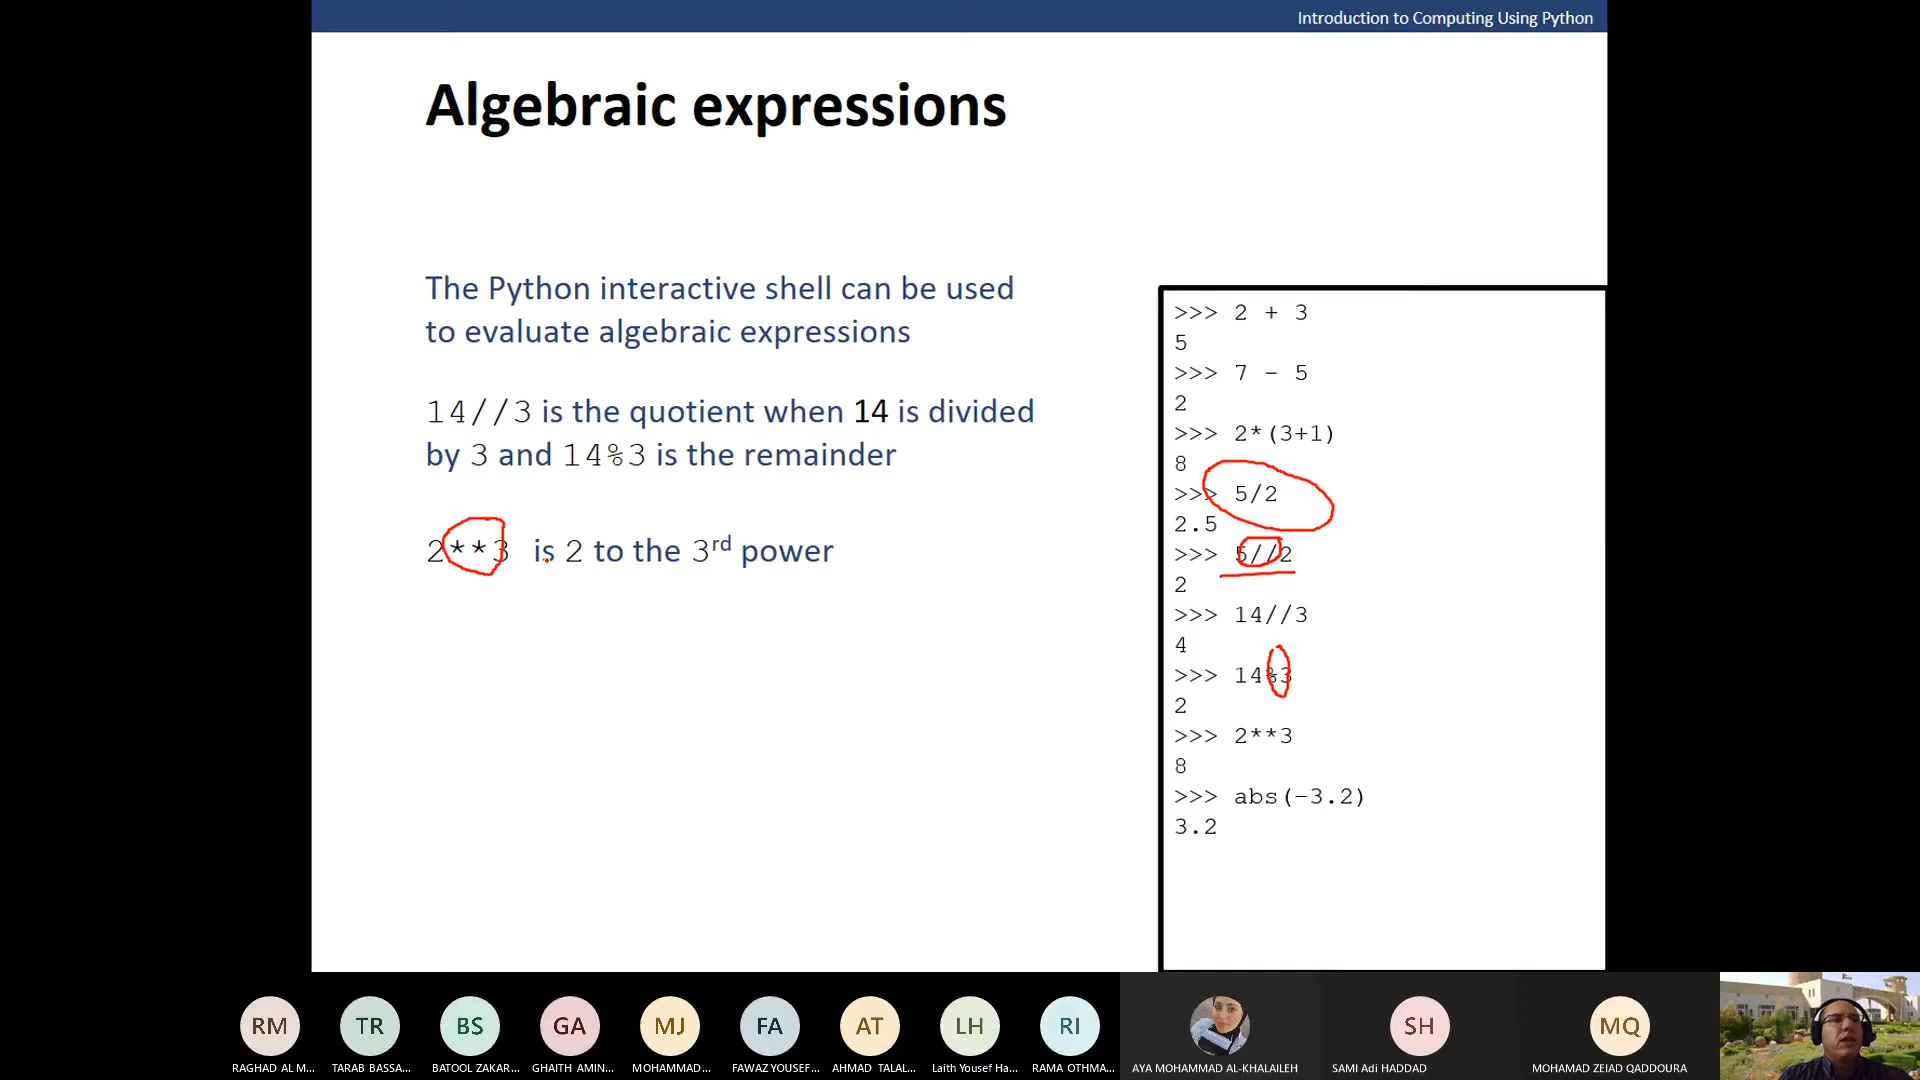 Introduction to Computing Using Python
Algebraic expressions
The Python interactive shell can be used
to evaluate algebraic expressions
14//3 is the quotient when 14 is divided
by 3 and 14%3 is the remainder
2**3 is 2 to the 3rd power
>>> 2 + 3
5
>>> 7 – 5
2
>>> 2*(3+1)
8
>>> 5/2
2.5
>>> 5//2
2
>>> 14//3
4
>>> 14%3
2
>>> 2**3
8
>>> abs(-3.2)
3.2
RM
TR
BS
GA
MJ
FA
AT
LH
RI
SH
MQ
RAGHAD AL M...
TARAB BASSA...
BATOOL ZAKAR...
GHAITH AMIN...
MOHAMMAD...
FAWAZ YOUSEF...
AHMAD TALAL...
Laith Yousef Ha...
RAMA OTHMA...
AYA MOHAMMAD AL-KHALAILEH
SAMI Adi HADDAD
MOHAMAD ZEIAD QADDOURA